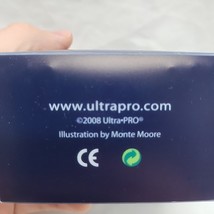 www.ultrapro.com
©2008 Ultra•PRO®
Illustration by Monte Moore
CE